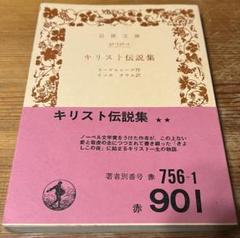 岩波文庫
キリスト伝説集
ラーゲルレーヴ作
イシガ オサム訳
キリスト伝説集 ★★
ノーベル文学賞をうけた作者が、この上ない
愛と敬虔の念につつまれて書き綴った「きよ
しこの夜」に始まるキリスト一生の物語.
著者別番号 赤 756-1
赤 901